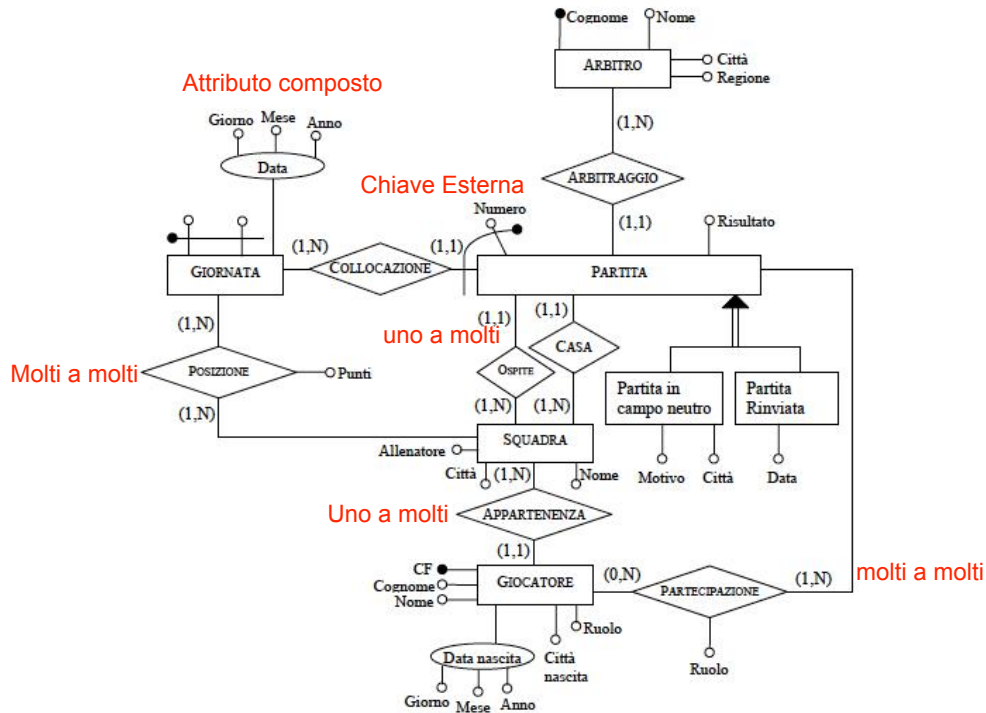 Cognome
Nome
ARBITRO
Città
Regione
Attributo composto
Giorno
Mese
Anno
Data
(1,N)
ARBITRAGGIO
(1,1)
Chiave Esterna
Numero
Risultato
(1,N)
(1,1)
GIORNATA
COLLOCAZIONE
PARTITA
(1,N)
(1,1)
(1,1)
uno a molti
CASA
Molti a molti
POSIZIONE
Punti
OSPITE
Partita in
campo neutro
Partita
Rinviata
(1,N)
(1,N)
(1,N)
Allenatore
SQUADRA
Città
(1,N)
Nome
Motivo
Città
Data
Uno a molti
APPARTENENZA
(1,1)
CF
Cognome
Nome
GIOCATORE
(0,N)
PARTECIPAZIONE
(1,N)
molti a molti
Ruolo
Città
nascita
Ruolo
Data nascita
Giorno
Mese
Anno